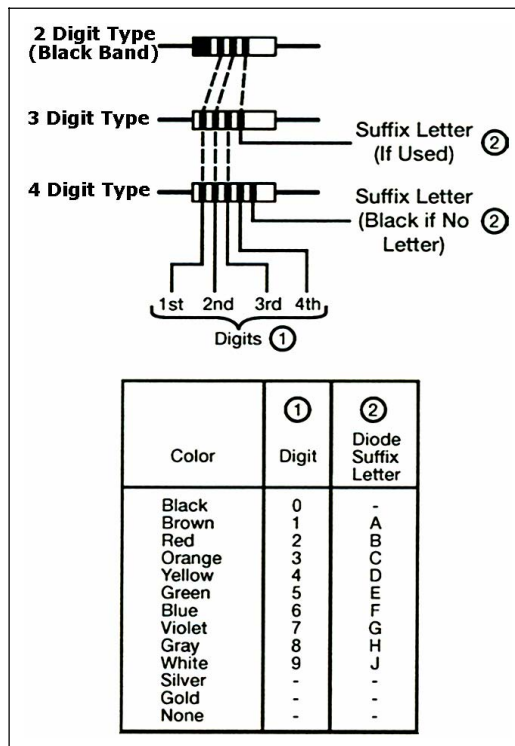 2 Digit Type
(Black Band)
3 Digit Type
Suffix Letter
(If Used) ②
4 Digit Type
Suffix Letter
(Black if No ②
Letter)
1st 2nd 3rd 4th
Digits ①
① ②
Color Digit Diode
Suffix
Letter
Black 0 -
Brown 1 A
Red 2 B
Orange 3 C
Yellow 4 D
Green 5 E
Blue 6 F
Violet 7 G
Gray 8 H
White 9 J
Silver - -
Gold - -
None - -